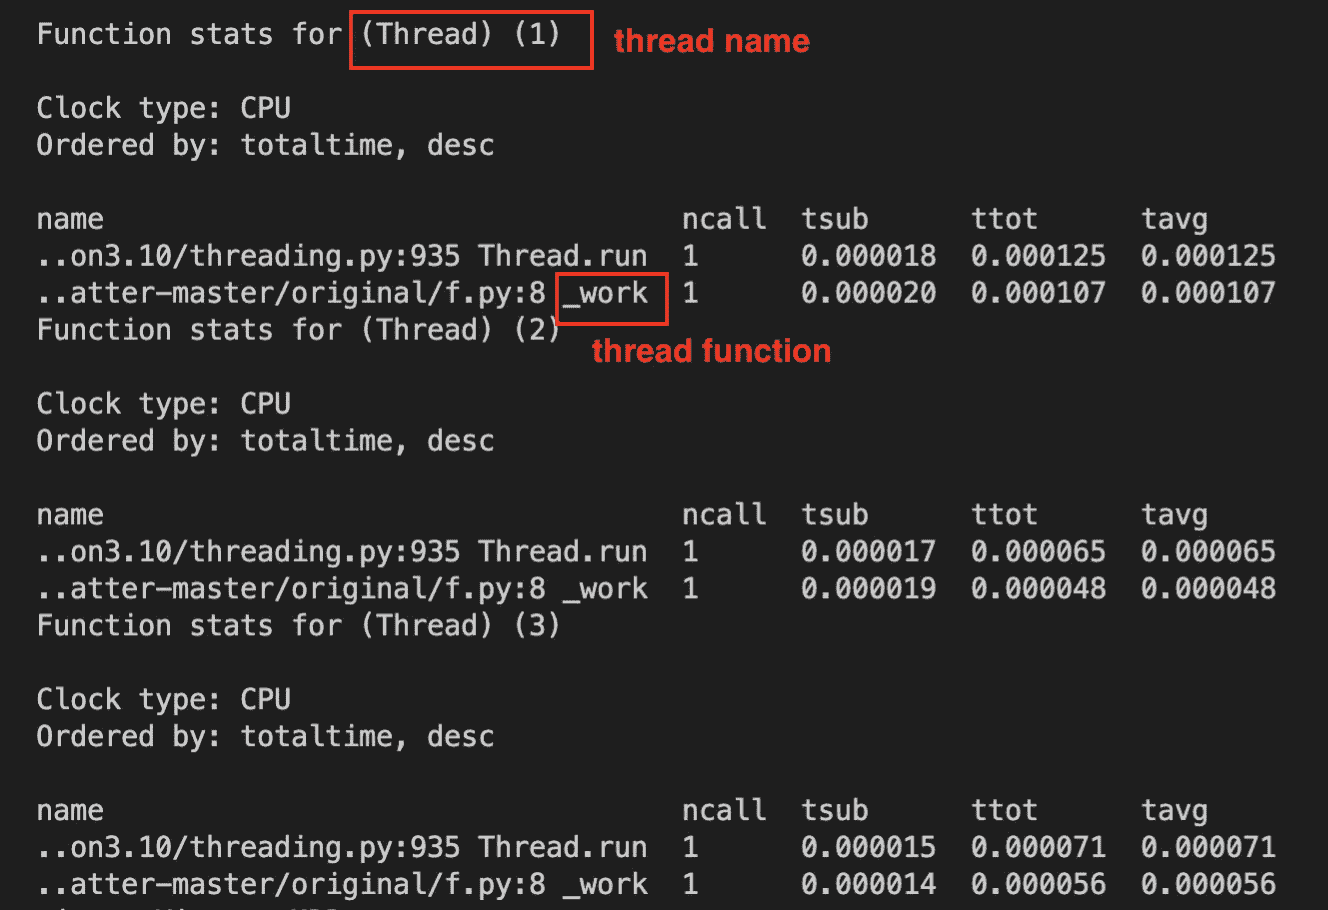 Function stats for (Thread) (1) thread name
Clock type: CPU
Ordered by: totaltime, desc
name ncall tsub ttot tavg
..on3.10/threading.py:935 Thread.run 1 0.000018 0.000125 0.000125
..atter-master/original/f.py:8 _work 1 0.000020 0.000107 0.000107
Function stats for (Thread) (2)
thread function
Clock type: CPU
Ordered by: totaltime, desc
name ncall tsub ttot tavg
..on3.10/threading.py:935 Thread.run 1 0.000017 0.000065 0.000065
..atter-master/original/f.py:8 _work 1 0.000019 0.000048 0.000048
Function stats for (Thread) (3)
Clock type: CPU
Ordered by: totaltime, desc
name ncall tsub ttot tavg
..on3.10/threading.py:935 Thread.run 1 0.000015 0.000071 0.000071
..atter-master/original/f.py:8 _work 1 0.000014 0.000056 0.000056